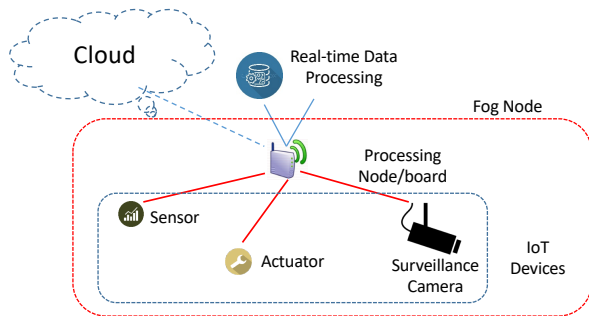 Cloud
Real-time Data
Processing
Fog Node
Processing
Node/board
Sensor
Actuator
Surveillance
Camera
IoT
Devices